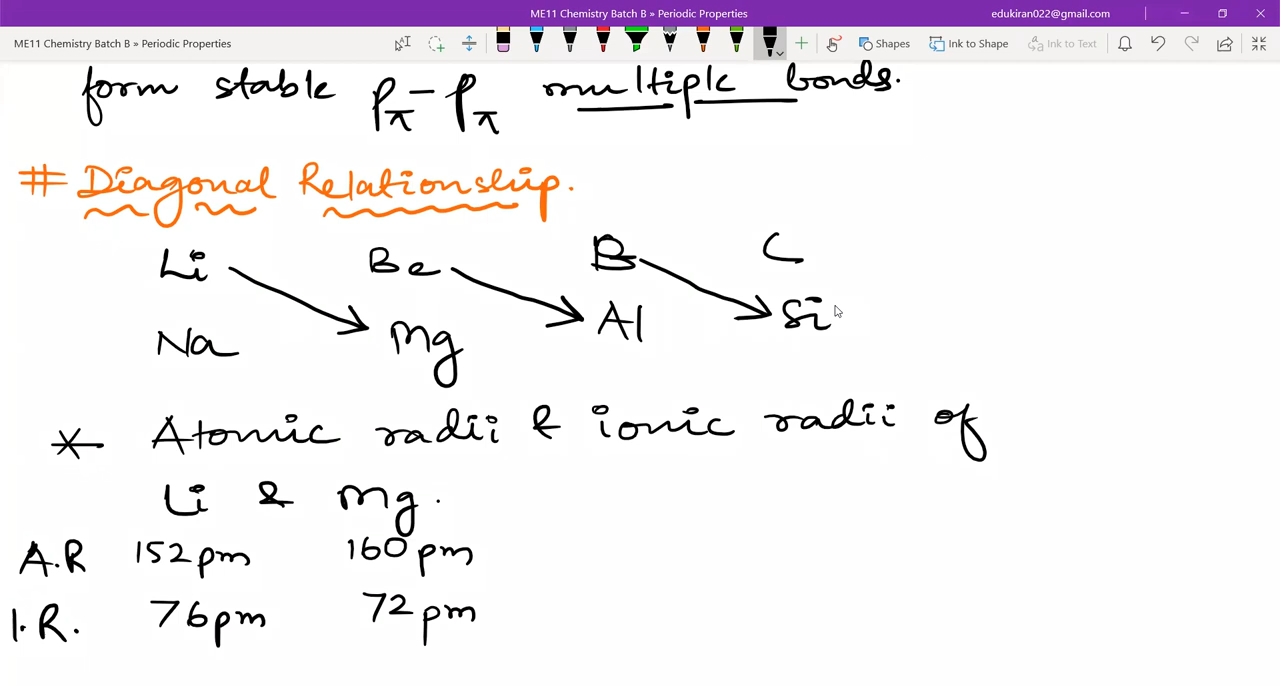 ME11 Chemistry Batch B » Periodic Properties
edukiran022@gmail.com
ME11 Chemistry Batch B » Periodic Properties
Shapes Ink to Shape Ink to Text
form stable pπ - pπ multiple bonds.
# Diagonal Relationship.
Li Be B C
Na Mg Al Si
* Atomic radii & ionic radii of
Li & Mg.
A.R 152pm 160pm
I.R. 76pm 72pm